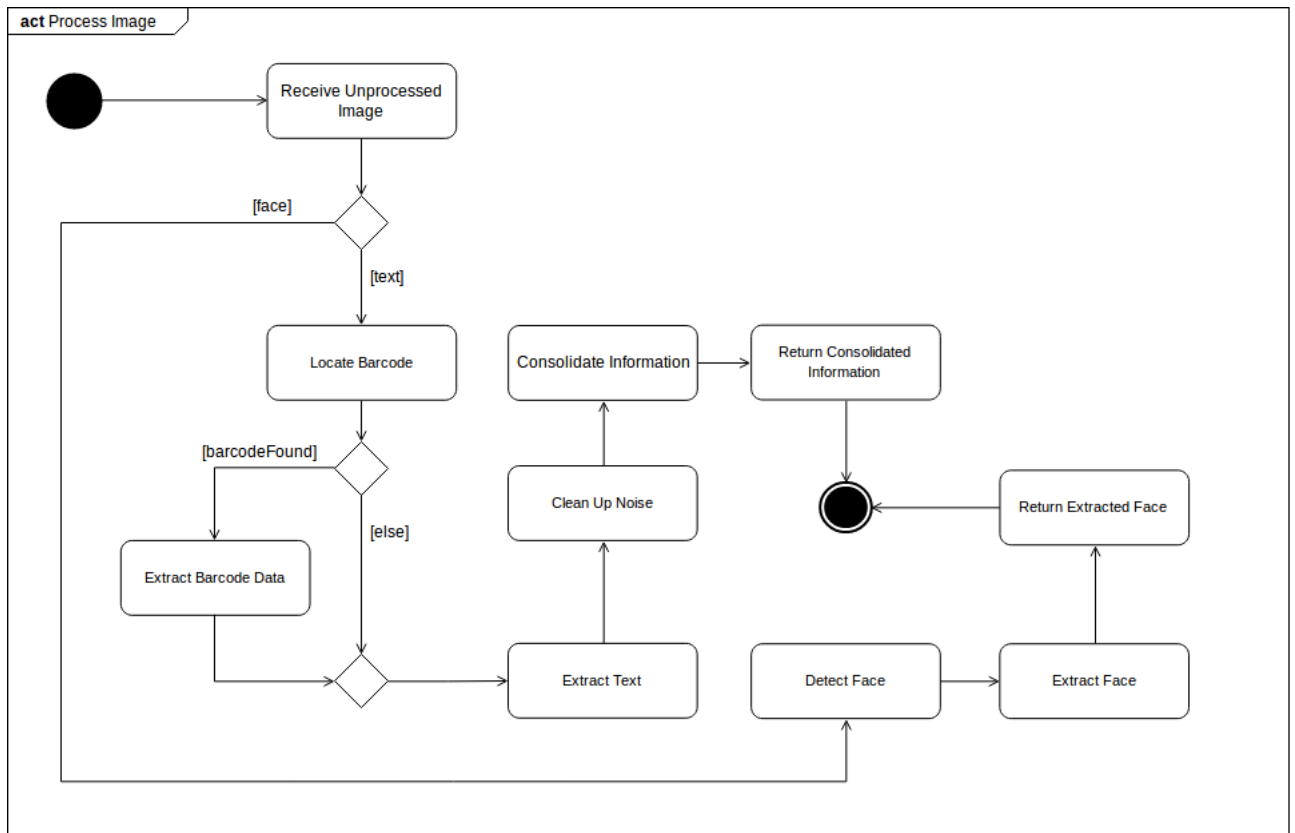 act Process Image
Receive Unprocessed
Image
[face]
[text]
Locate Barcode
Consolidate Information
Return Consolidated
Information
[barcodeFound]
Clean Up Noise
Return Extracted Face
[else]
Extract Barcode Data
Extract Text
Detect Face
Extract Face